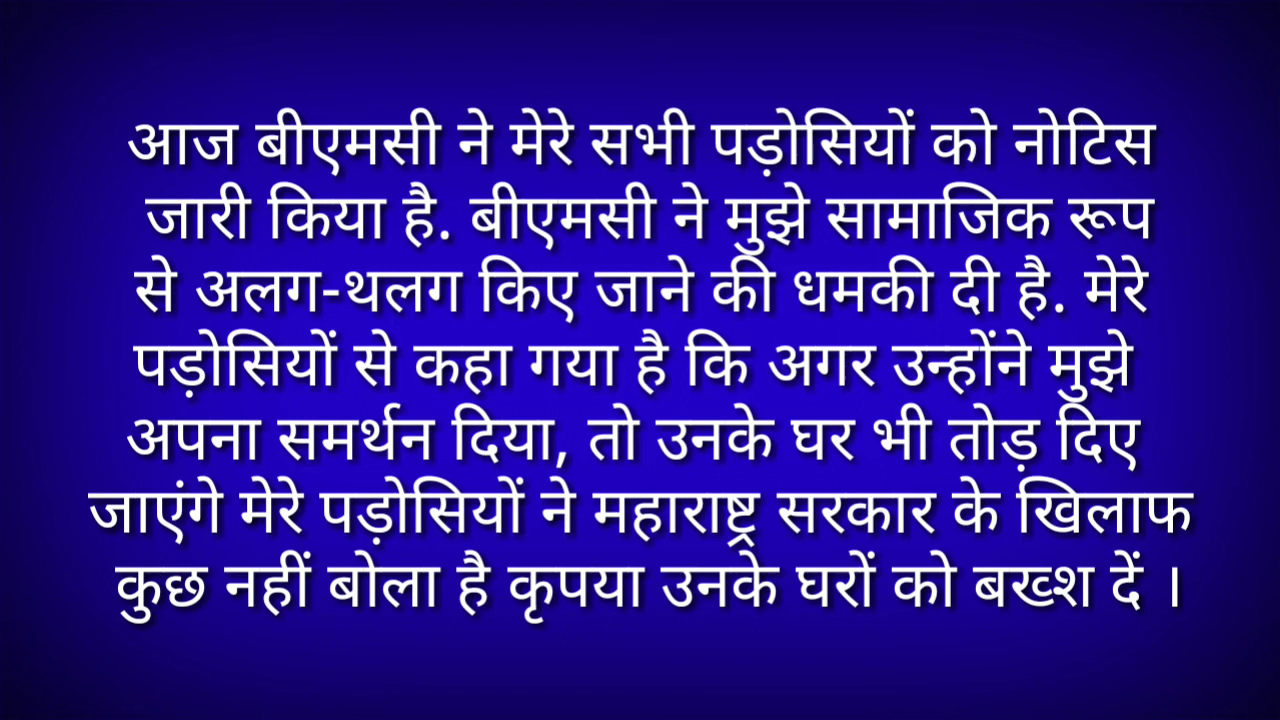 आज बीएमसी ने मेरे सभी पड़ोसियों को नोटिस
जारी किया है. बीएमसी ने मुझे सामाजिक रूप
से अलग-थलग किए जाने की धमकी दी है. मेरे
पड़ोसियों से कहा गया है कि अगर उन्होंने मुझे
अपना समर्थन दिया, तो उनके घर भी तोड़ दिए
जाएंगे मेरे पड़ोसियों ने महाराष्ट्र सरकार के खिलाफ
कुछ नहीं बोला है कृपया उनके घरों को बख्श दें ।